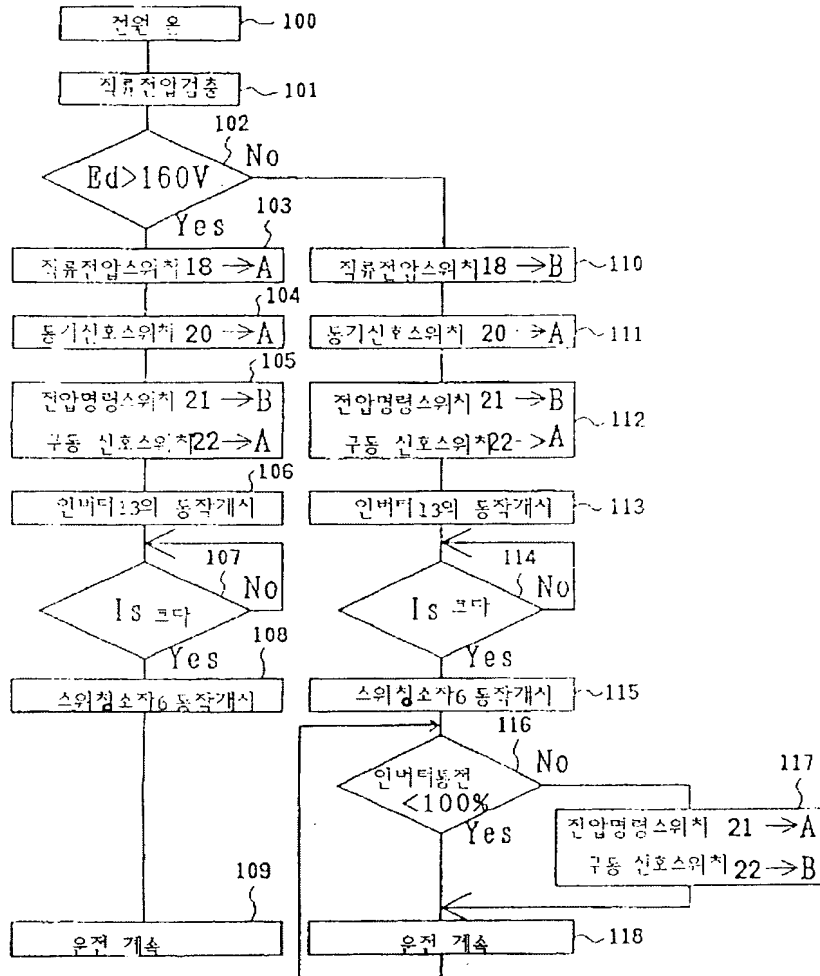 전원 온
100
직류전압검출
101
102
Ed>160V
No
Yes
103
직류전압스위치 18 →A
직류전압스위치 18 →B
110
104
동기신호스위치 20 →A
동기신호스위치 20 →A
111
105
전압명령스위치 21 →B
구동 신호스위치 22 →A
전압명령스위치 21 →B
구동 신호스위치 22- >A
112
106
인버터13의 동작개시
인버터13의 동작개시
113
107
No
Is 크다
Yes
114
No
Is 크다
Yes
108
스위칭소자6 동작개시
스위칭소자6 동작개시
115
116
인버터통전
<100%
No
Yes
117
전압명령스위치 21 →A
구동 신호스위치 22 →B
109
운전 계속
운전 계속
118